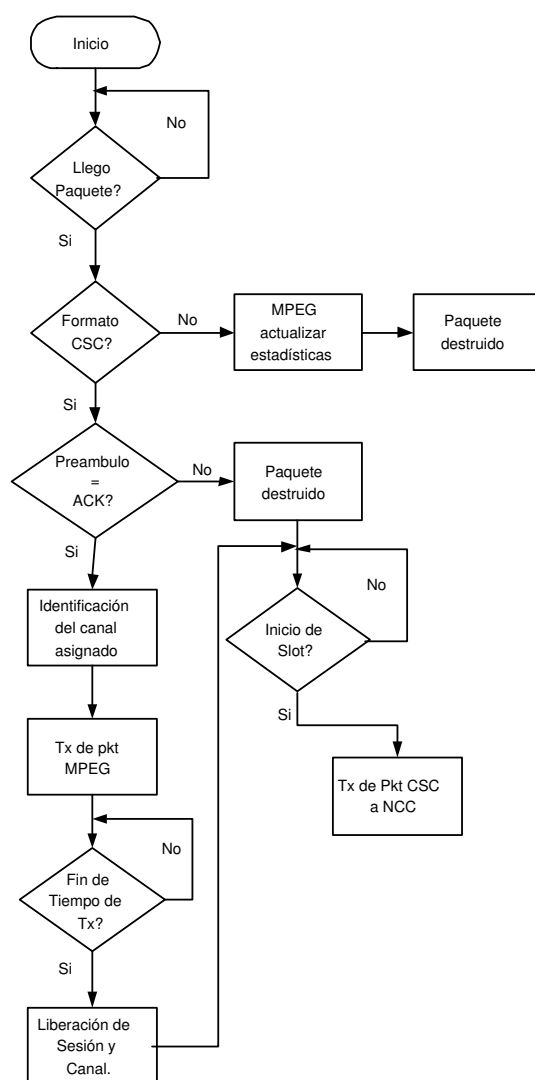 Inicio
No
Llego
Paquete?
Si
Formato
CSC?
No
MPEG
actualizar
estadísticas
Paquete
destruido
Si
Preambulo
=
ACK?
No
Paquete
destruido
Si
Identificación
del canal
asignado
No
Inicio de
Slot?
Si
Tx de pkt
MPEG
Tx de Pkt CSC
a NCC
No
Fin de
Tiempo de
Tx?
Si
Liberación de
Sesión y
Canal.